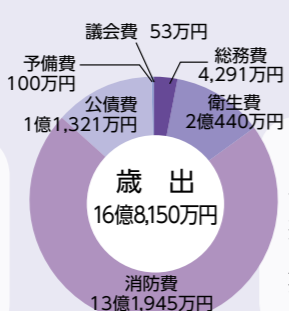 議会費 53万円
総務費
4,291万円
予備費
100万円
衛生費
2億440万円
公債費
1億1,321万円
歳出
16億8,150万円
消防費
13億1,945万円